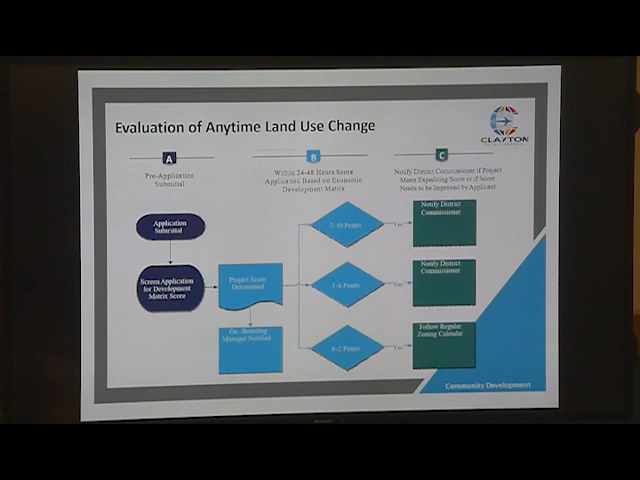 Evaluation of Anytime Land Use Change
CLAYTON
A
B
C
Pre-Application
Submittal
Within 24-48 Hours Score
Application Based on Economic
Development Matrix
Notify District Commissioner if Project
Meets Expediting Score or if Score
Needs to be Improved by Applicant
Application
Submittal
Screen Application
for Development
Matrix Score
Project Score
Determined
On -Boarding
Manager Notified
7-10 Points
Yes
Notify District
Commissioner
Yes
Notify District
Commissioner
0-2 Points
Yes
Follow Regular
Zoning Calendar
Community Development